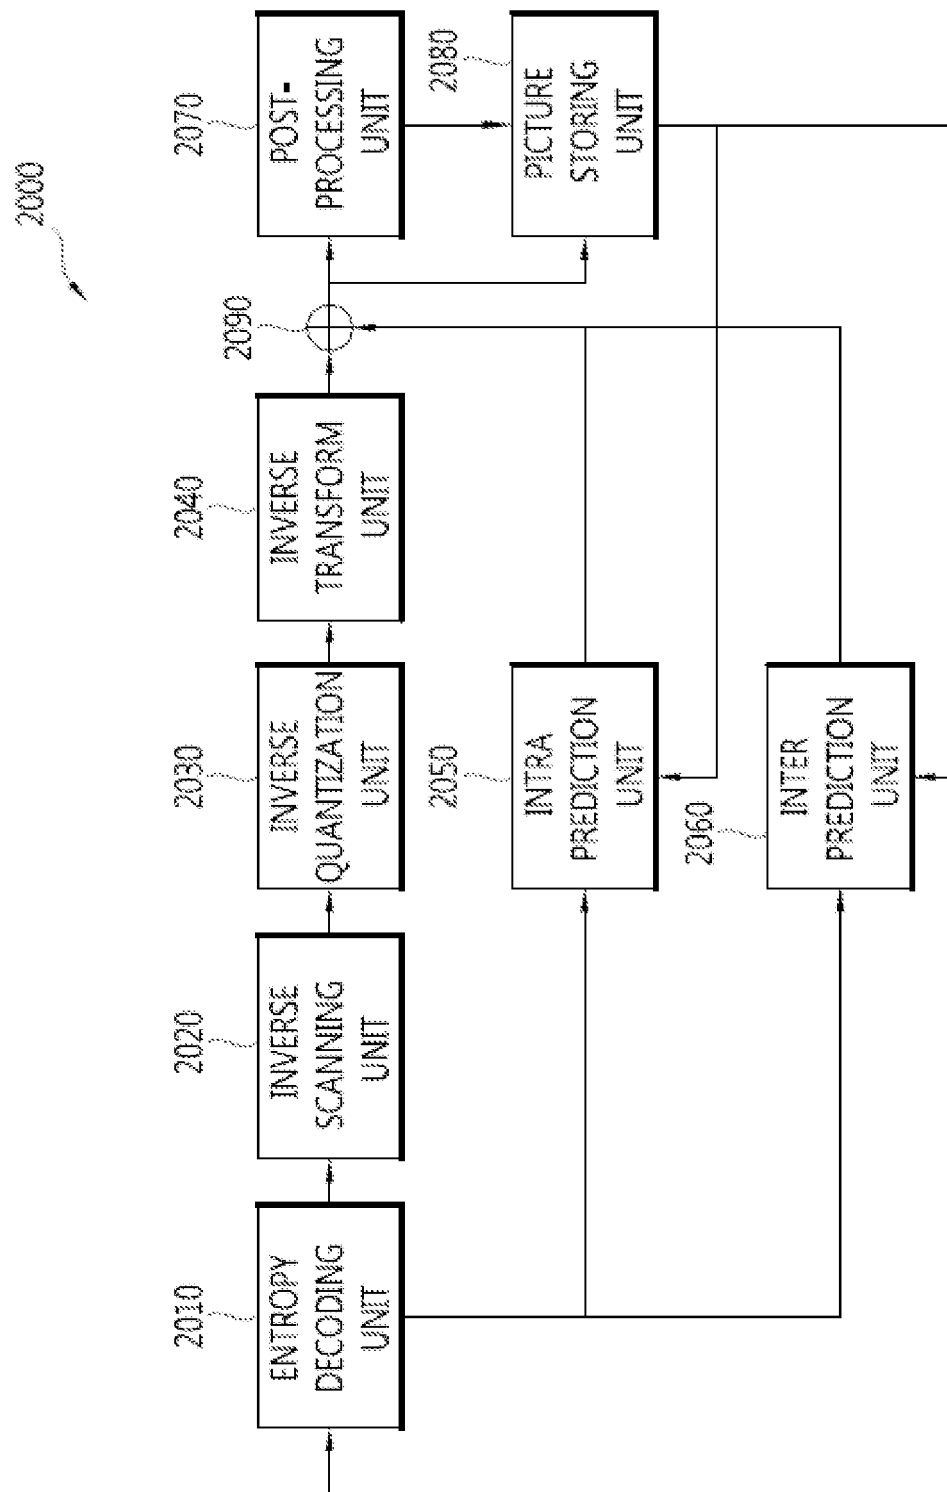 2000
2010
ENTROPY
DECODING
UNIT
2020
INVERSE
SCANNING
UNIT
2030
INVERSE
QUANTIZATION
UNIT
2040
INVERSE
TRANSFORM
UNIT
2090
2070
POST-
PROCESSING
UNIT
2050
INTRA
PREDICTION
UNIT
2080
PICTURE
STORING
UNIT
2060
INTER
PREDICTION
UNIT